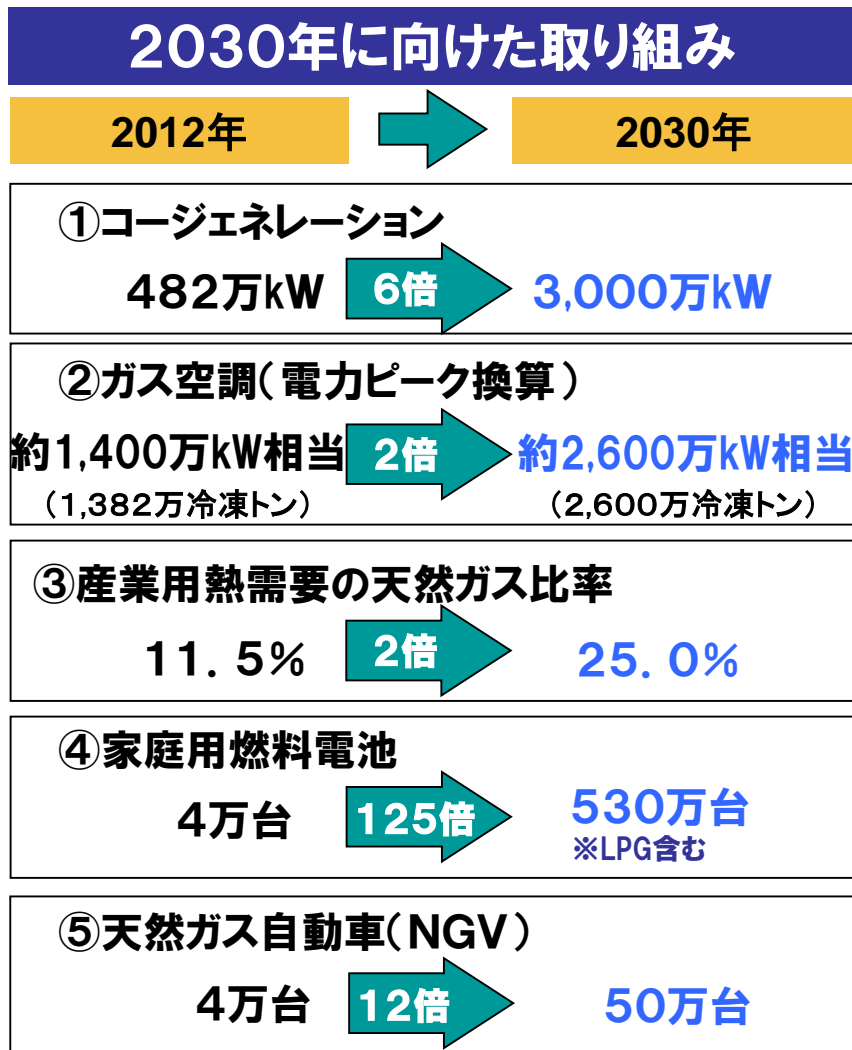 2030年に向けた取り組み
2012年 2030年
①コージェネレーション
482万kW 6倍 3,000万kW
②ガス空調(電力ピーク換算)
約1,400万kW相当 2倍 約2,600万kW相当
(1,382万冷凍トン) (2,600万冷凍トン)
③産業用熱需要の天然ガス比率
11.5% 2倍 25.0%
④家庭用燃料電池
4万台 125倍 530万台
※LPG含む
⑤天然ガス自動車(NGV)
4万台 12倍 50万台